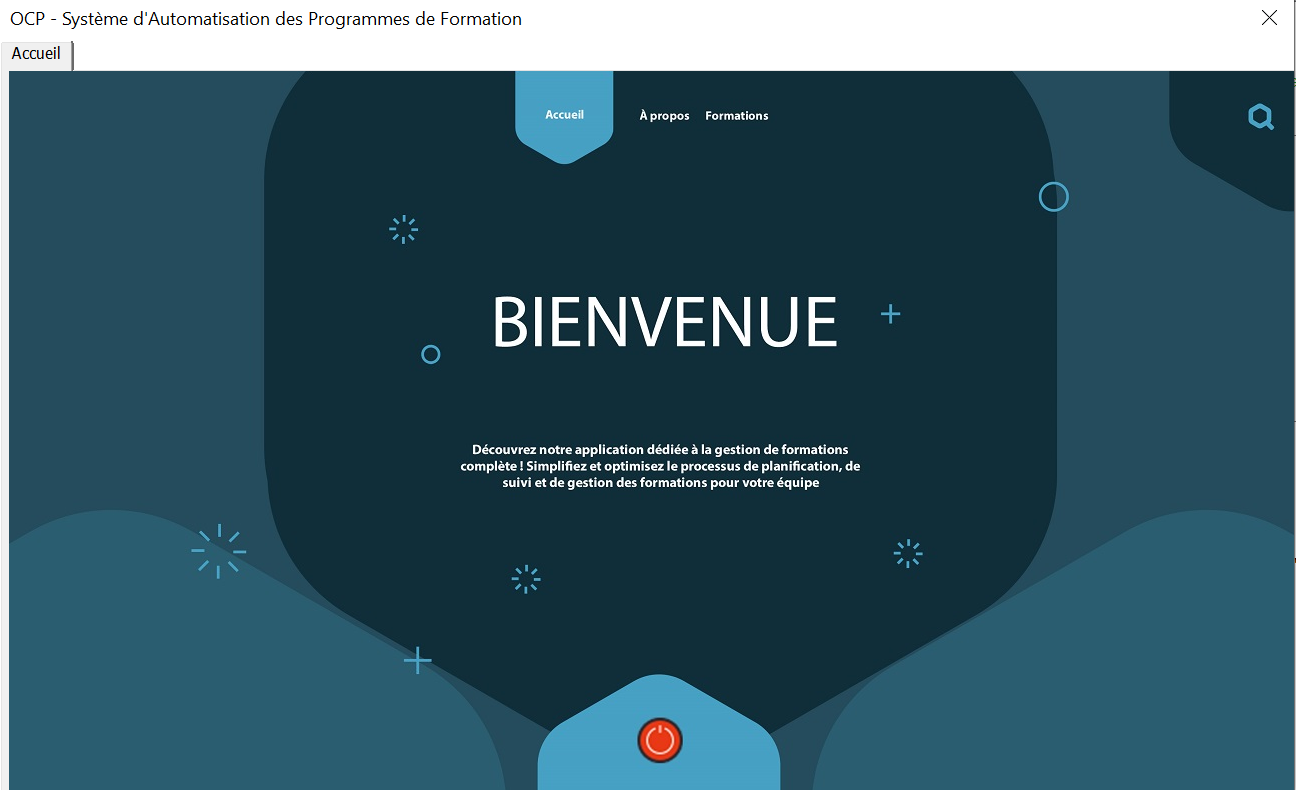 OCP - Système d'Automatisation des Programmes de Formation
Accueil
Accueil
À propos
Formations
BIENVENUE
Découvrez notre application dédiée à la gestion de formations
complète ! Simplifiez et optimisez le processus de planification, de
suivi et de gestion des formations pour votre équipe